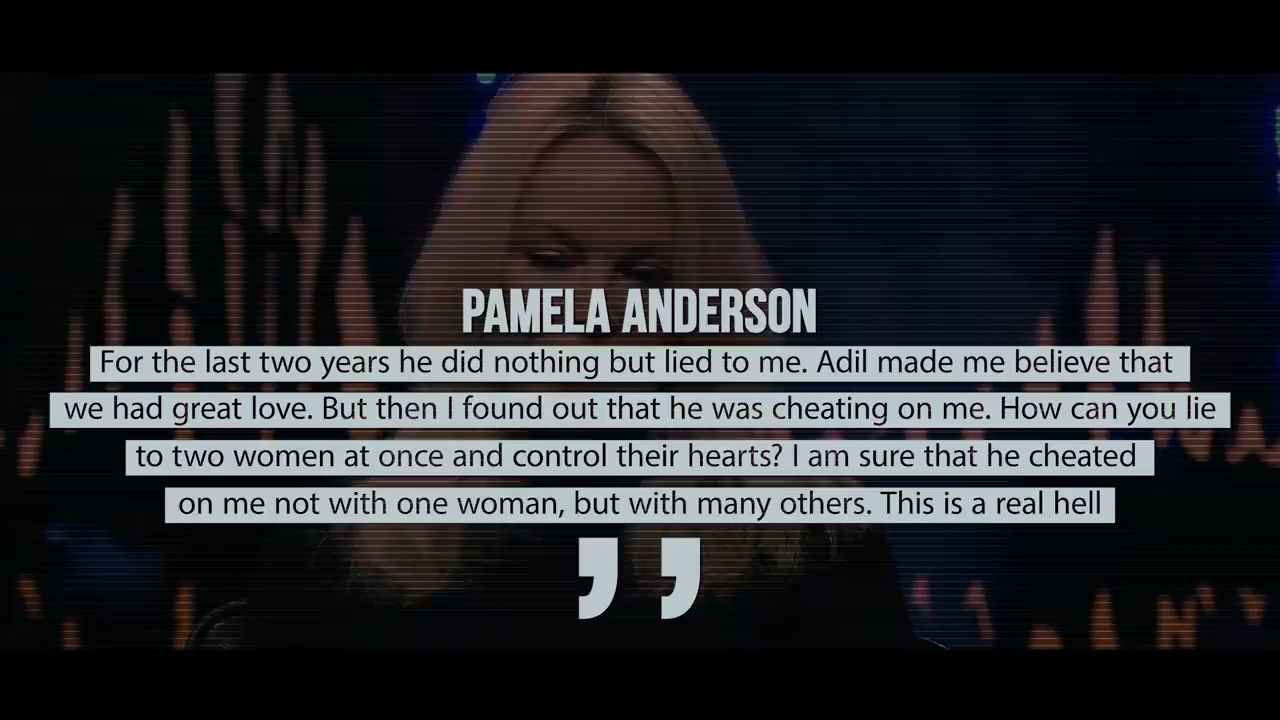 PAMELA ANDERSON
For the last two years he did nothing but lied to me. Adil made me believe that
we had great love. But then I found out that he was cheating on me. How can you lie
to two women at once and control their hearts? I am sure that he cheated
on me not with one woman, but with many others. This is a real hell
”